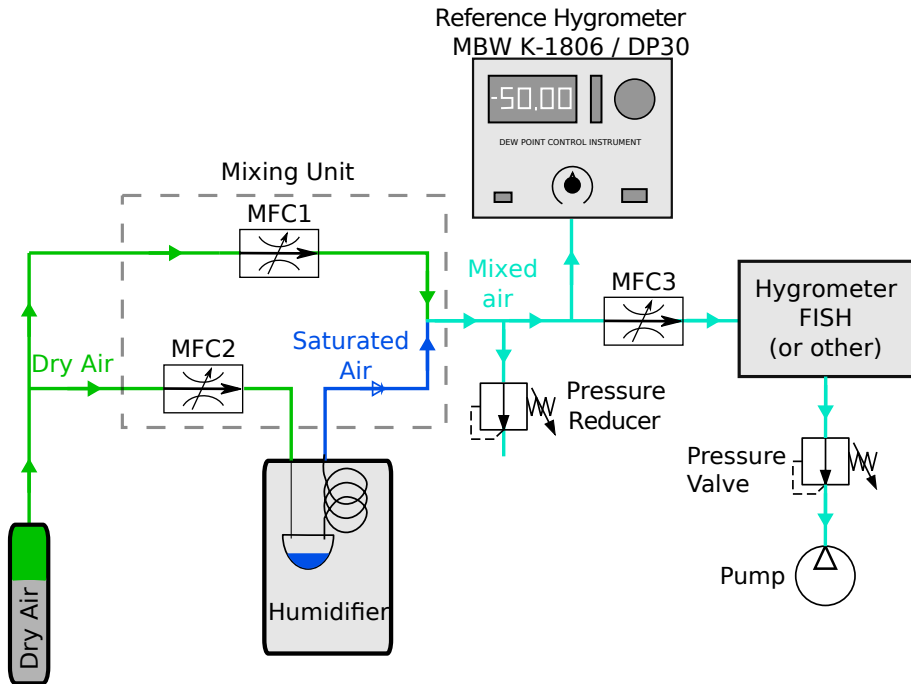 Reference Hygrometer
MBW K-1806 / DP30
-50.00
DEW POINT CONTROL INSTRUMENT
Mixing Unit
MFC1
Mixed
air
MFC3
Hygrometer
FISH
(or other)
Dry Air
MFC2
Saturated
Air
Pressure
Reducer
Pressure
Valve
Pump
Humidifier
Dry Air